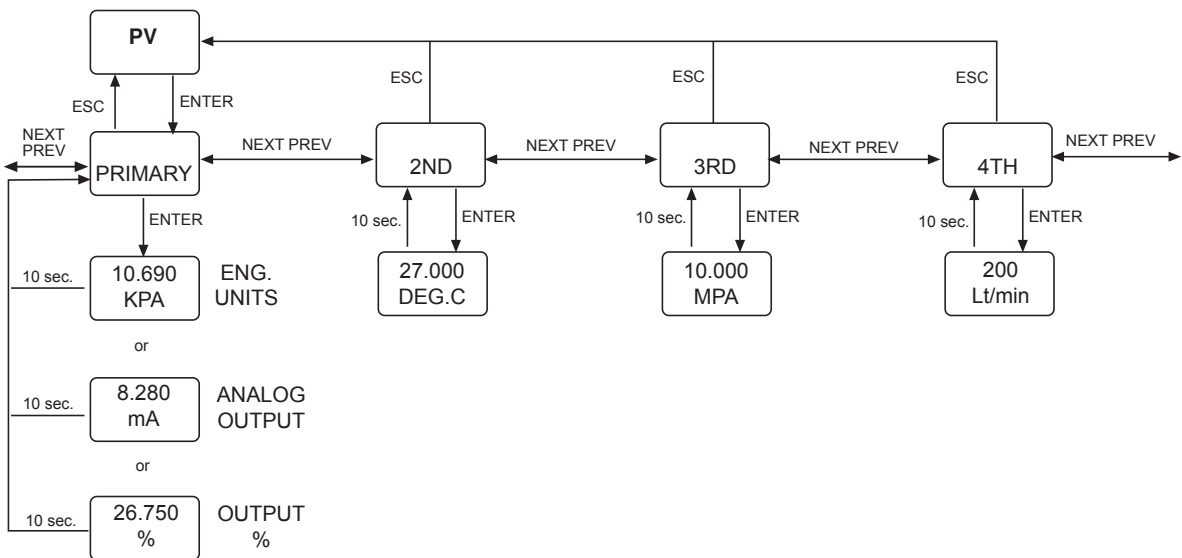 PV
ESC
ESC
ESC
ESC
ENTER
NEXT
PREV
NEXT PREV
NEXT PREV
NEXT PREV
NEXT PREV
PRIMARY
2ND
3RD
4TH
ENTER
10 sec.
ENTER
10 sec.
ENTER
10 sec.
ENTER
10 sec.
10.690
KPA
ENG.
UNITS
27.000
DEG.C
10.000
MPA
200
Lt/min
or
10 sec.
8.280
mA
ANALOG
OUTPUT
or
10 sec.
26.750
%
OUTPUT
%